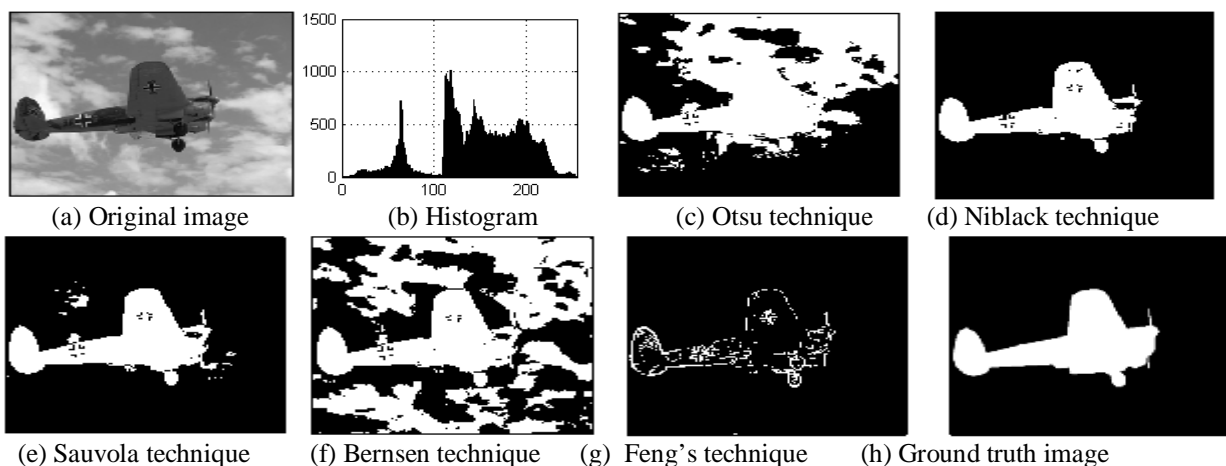 1500
1000
500
0
0
100
200
(a) Original image
(b) Histogram
(c) Otsu technique
(d) Niblack technique
(e) Sauvola technique
(f) Bernsen technique
(g) Feng's technique
(h) Ground truth image